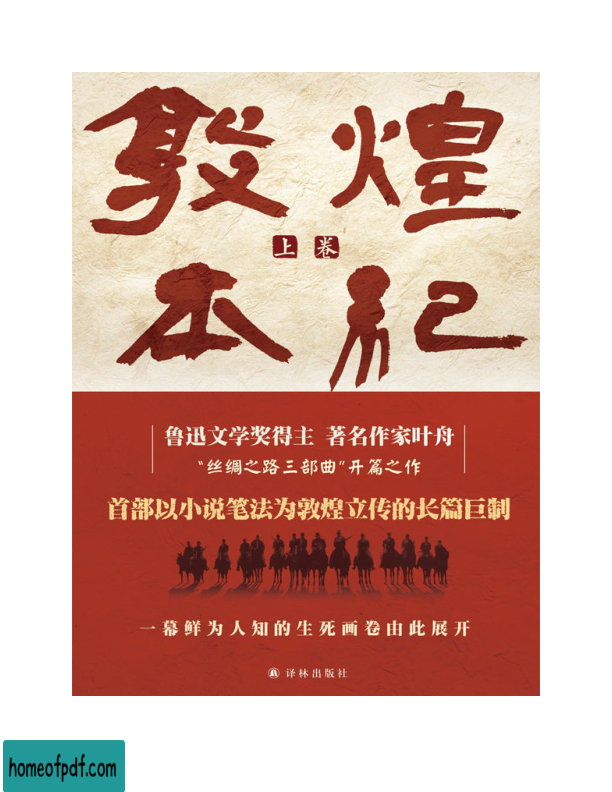 敦煌
上卷
本紀
鲁迅文学奖得主 著名作家叶舟
“丝绸之路三部曲”开篇之作
首部以小说笔法为敦煌立传的长篇巨制
一幕鲜为人知的生死画卷由此展开
译林出版社
homeofpdf.com